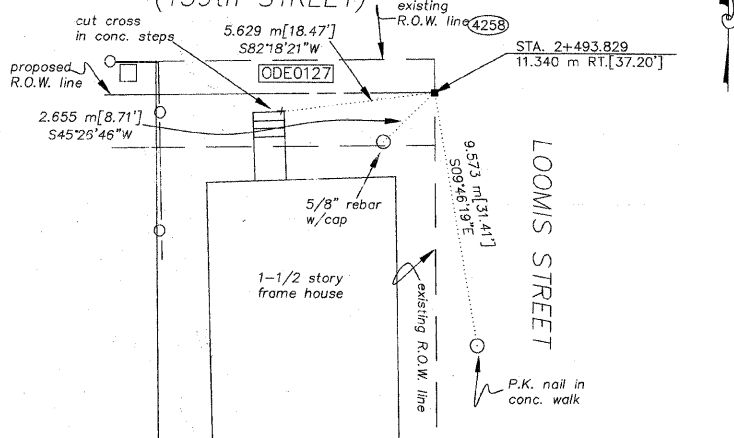 (159th STREET)
cut cross
in conc. steps
5.629 m[18.47']
S82°18'21"W
existing
R.O.W. line
4258
STA. 2+493.829
11.340 m RT.[37.20']
proposed
R.O.W. line
ODE0127
2.655 m[8.71']
S45°26'46"W
9.573 m[31.41']
S09°46'19"E
LOOMIS STREET
5/8" rebar
w/cap
1-1/2 story
frame house
existing R.O.W. line
P.K. nail in
conc. walk